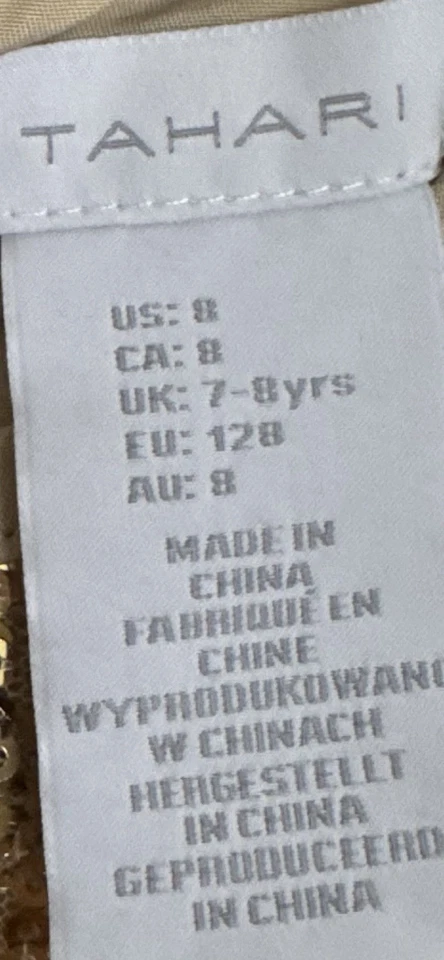 TAHARI
US: 8
CA: 8
UK: 7-8yrs
EU: 128
AU: 8
MADE IN
CHINA
FABRIQUÉ EN
CHINE
WYPRODUKOWANO
W CHINACH
HERGESTELLT
IN CHINA
GEPRODUCEERD
IN CHINA